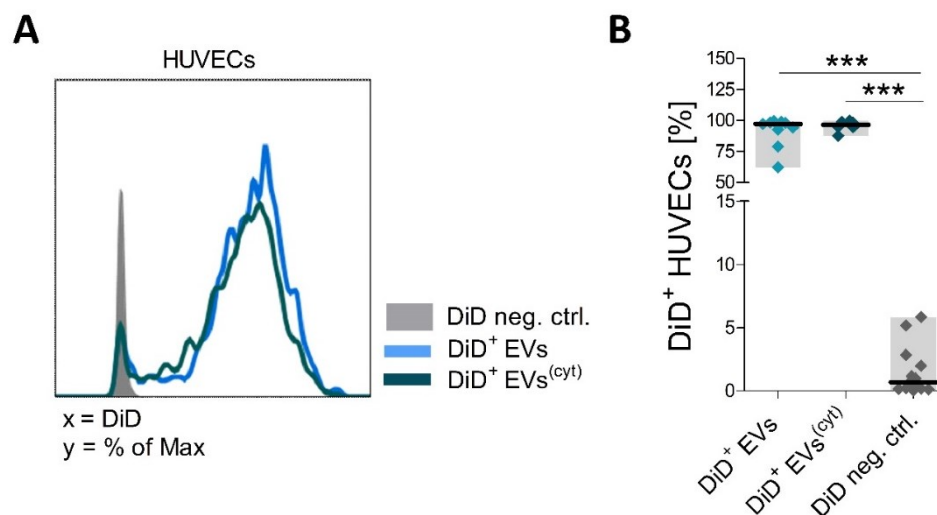 A
HUVECs
DiD neg. ctrl.
DiD⁺ EVs
DiD⁺ EVs⁽ᶜʸᵗ⁾
x = DiD
y = % of Max
B
DiD⁺ HUVECs [%]
150
125
100
75
50
15
10
5
0
***
***
DiD⁺ EVs
DiD⁺ EVs⁽ᶜʸᵗ⁾
DiD neg. ctrl.